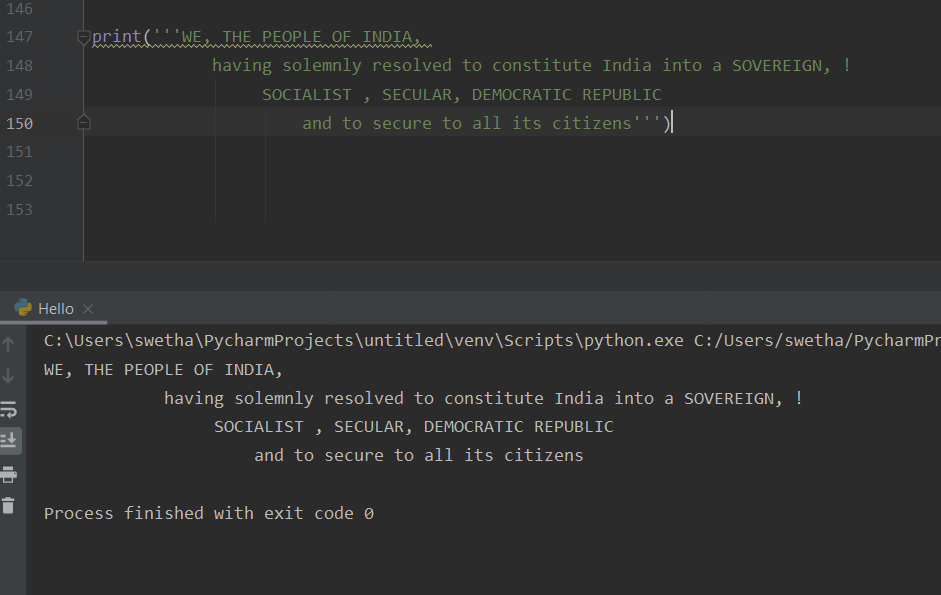 146
147 print('''WE, THE PEOPLE OF INDIA,
148             having solemnly resolved to constitute India into a SOVEREIGN, !
149                  SOCIALIST , SECULAR, DEMOCRATIC REPUBLIC
150                      and to secure to all its citizens''')
151
152
153
Hello
C:\Users\swetha\PycharmProjects\untitled\venv\Scripts\python.exe C:/Users/swetha/PycharmPr
WE, THE PEOPLE OF INDIA,
            having solemnly resolved to constitute India into a SOVEREIGN, !
                 SOCIALIST , SECULAR, DEMOCRATIC REPUBLIC
                     and to secure to all its citizens
Process finished with exit code 0